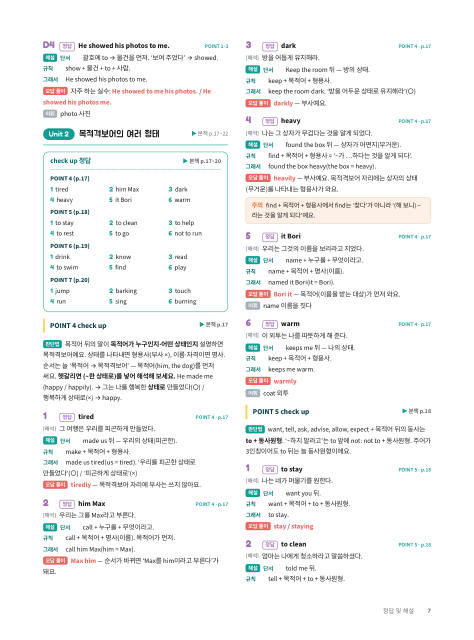 D4 정답 He showed his photos to me. POINT 1-3
해설 단서 괄호에 to → 물건을 먼저. '보여 주었다' → showed.
규칙 show + 물건 + to + 사람.
그래서 He showed his photos to me.
오답 풀이 자주 하는 실수: He showed to me his photos. / He
showed his photos me.
어휘 photo 사진
Unit 2 목적격보어의 여러 형태 ▶ 본책 p.17~22
check up 정답 ▶ 본책 p.17~20
POINT 4 (p.17)
1 tired 2 him Max 3 dark
4 heavy 5 it Bori 6 warm
POINT 5 (p.18)
1 to stay 2 to clean 3 to help
4 to rest 5 to go 6 not to run
POINT 6 (p.19)
1 drink 2 know 3 read
4 to swim 5 find 6 play
POINT 7 (p.20)
1 jump 2 barking 3 touch
4 run 5 sing 6 burning
POINT 4 check up ▶ 본책 p.17
판단법 목적어 뒤의 말이 목적어가 누구인지·어떤 상태인지 설명하면
목적격보어예요. 상태를 나타내면 형용사(부사 ×), 이름·자격이면 명사.
순서는 늘 '목적어 → 목적격보어' — 목적어(him, the dog)를 먼저
써요. 헷갈리면 (~한 상태로)를 넣어 해석해 보세요. He made me
(happy / happily). → 그는 나를 행복한 상태로 만들었다(○) /
행복하게 상태로(×) → happy.
1 정답 tired POINT 4 · p.17
[해석] 그 여행은 우리를 피곤하게 만들었다.
해설 단서 made us 뒤 — 우리의 상태(피곤한).
규칙 make + 목적어 + 형용사.
그래서 made us tired(us = tired). '우리를 피곤한 상태로
만들었다'(○) / '피곤하게 상태로'(×)
오답 풀이 tiredly — 목적격보어 자리에 부사는 쓰지 않아요.
2 정답 him Max POINT 4 · p.17
[해석] 우리는 그를 Max라고 부른다.
해설 단서 call + 누구를 + 무엇이라고.
규칙 call + 목적어 + 명사(이름). 목적어가 먼저.
그래서 call him Max(him = Max).
오답 풀이 Max him — 순서가 바뀌면 'Max를 him이라고 부른다'가
돼요.
3 정답 dark POINT 4 · p.17
[해석] 방을 어둡게 유지해라.
해설 단서 Keep the room 뒤 — 방의 상태.
규칙 keep + 목적어 + 형용사.
그래서 keep the room dark. '방을 어두운 상태로 유지해라'(○)
오답 풀이 darkly — 부사예요.
4 정답 heavy POINT 4 · p.17
[해석] 나는 그 상자가 무겁다는 것을 알게 되었다.
해설 단서 found the box 뒤 — 상자가 어떤지(무거운).
규칙 find + 목적어 + 형용사 = '~가 …하다는 것을 알게 되다'.
그래서 found the box heavy(the box = heavy).
오답 풀이 heavily — 부사예요. 목적격보어 자리에는 상자의 상태
(무거운)를 나타내는 형용사가 와요.
주의 find + 목적어 + 형용사에서 find는 '찾다'가 아니라 '(해 보니) ~
라는 것을 알게 되다'예요.
5 정답 it Bori POINT 4 · p.17
[해석] 우리는 그것의 이름을 보리라고 지었다.
해설 단서 name + 누구를 + 무엇이라고.
규칙 name + 목적어 + 명사(이름).
그래서 named it Bori(it = Bori).
오답 풀이 Bori it — 목적어(이름을 받는 대상)가 먼저 와요.
어휘 name 이름을 짓다
6 정답 warm POINT 4 · p.17
[해석] 이 외투는 나를 따뜻하게 해 준다.
해설 단서 keeps me 뒤 — 나의 상태.
규칙 keep + 목적어 + 형용사.
그래서 keeps me warm.
오답 풀이 warmly
어휘 coat 외투
POINT 5 check up ▶ 본책 p.18
판단법 want, tell, ask, advise, allow, expect + 목적어 뒤의 동사는
to + 동사원형. '~하지 말라고'는 to 앞에 not: not to + 동사원형. 주어가
3인칭이어도 to 뒤는 늘 동사원형이에요.
1 정답 to stay POINT 5 · p.18
[해석] 나는 네가 머물기를 원한다.
해설 단서 want you 뒤.
규칙 want + 목적어 + to + 동사원형.
그래서 to stay.
오답 풀이 stay / staying
2 정답 to clean POINT 5 · p.18
[해석] 엄마는 나에게 청소하라고 말씀하셨다.
해설 단서 told me 뒤.
규칙 tell + 목적어 + to + 동사원형.
정답 및 해설 7